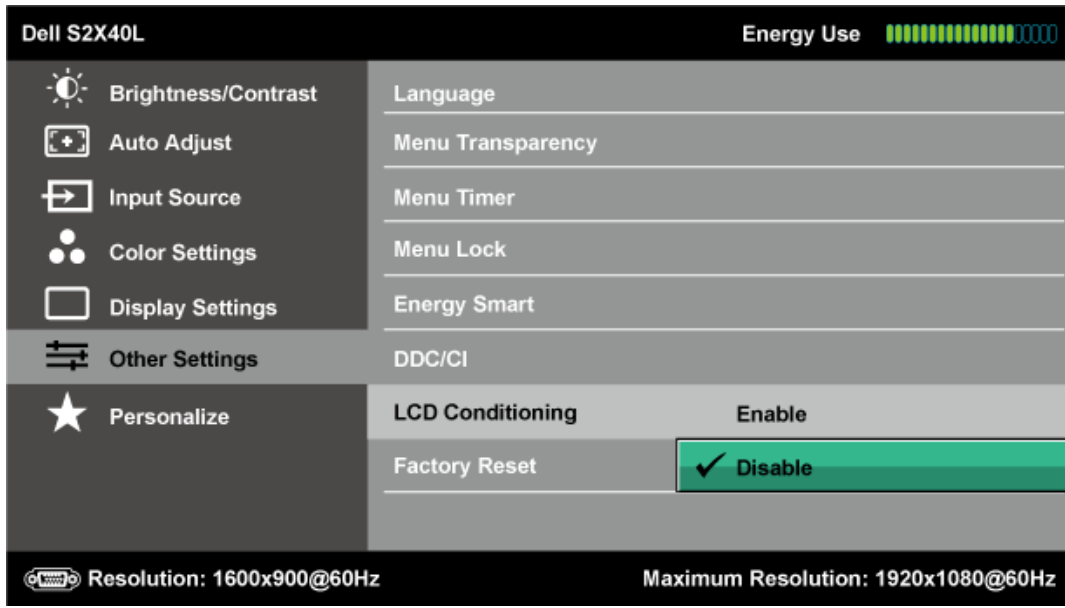 Dell S2X40L
Energy Use
Brightness/Contrast
Auto Adjust
Input Source
Color Settings
Display Settings
Other Settings
Personalize
Language
Menu Transparency
Menu Timer
Menu Lock
Energy Smart
DDC/CI
LCD Conditioning
Enable
Factory Reset
Disable
Resolution: 1600x900@60Hz
Maximum Resolution: 1920x1080@60Hz